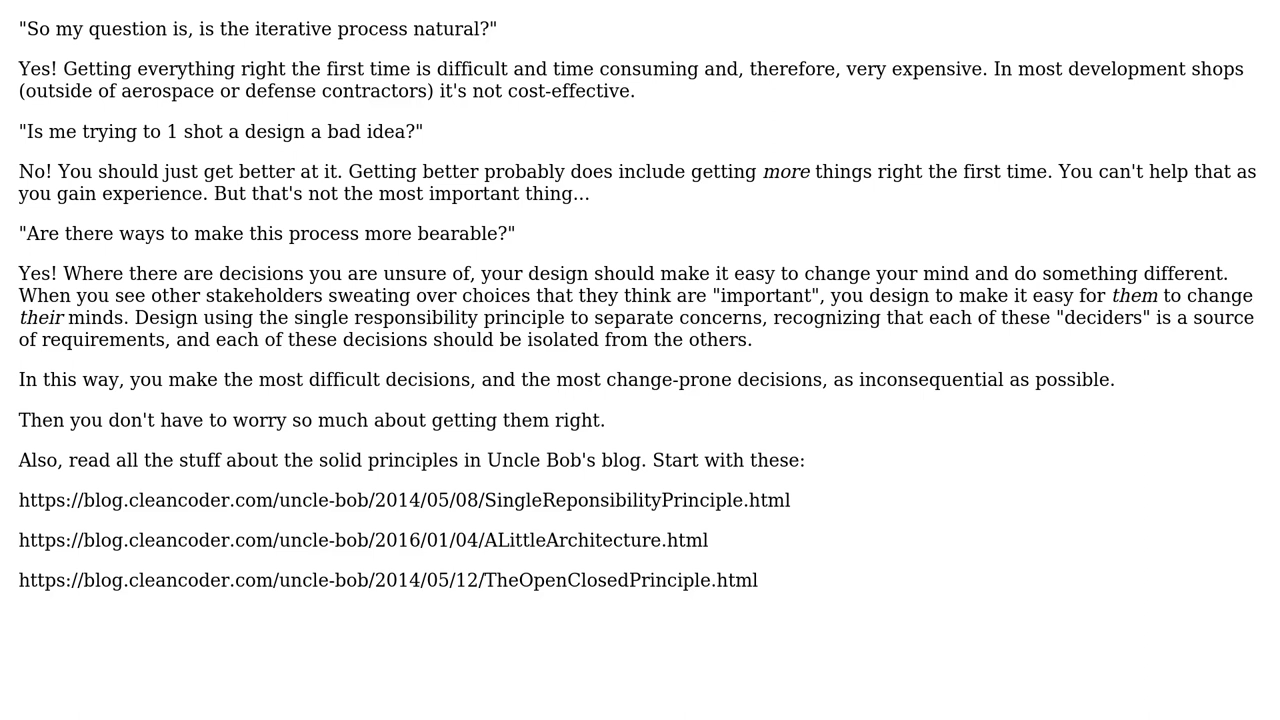 "So my question is, is the iterative process natural?"
Yes! Getting everything right the first time is difficult and time consuming and, therefore, very expensive. In most development shops
(outside of aerospace or defense contractors) it's not cost-effective.
"Is me trying to 1 shot a design a bad idea?"
No! You should just get better at it. Getting better probably does include getting more things right the first time. You can't help that as
you gain experience. But that's not the most important thing...
"Are there ways to make this process more bearable?"
Yes! Where there are decisions you are unsure of, your design should make it easy to change your mind and do something different.
When you see other stakeholders sweating over choices that they think are "important", you design to make it easy for them to change
their minds. Design using the single responsibility principle to separate concerns, recognizing that each of these "deciders" is a source
of requirements, and each of these decisions should be isolated from the others.
In this way, you make the most difficult decisions, and the most change-prone decisions, as inconsequential as possible.
Then you don't have to worry so much about getting them right.
Also, read all the stuff about the solid principles in Uncle Bob's blog. Start with these:
https://blog.cleancoder.com/uncle-bob/2014/05/08/SingleReponsibilityPrinciple.html
https://blog.cleancoder.com/uncle-bob/2016/01/04/ALittleArchitecture.html
https://blog.cleancoder.com/uncle-bob/2014/05/12/TheOpenClosedPrinciple.html